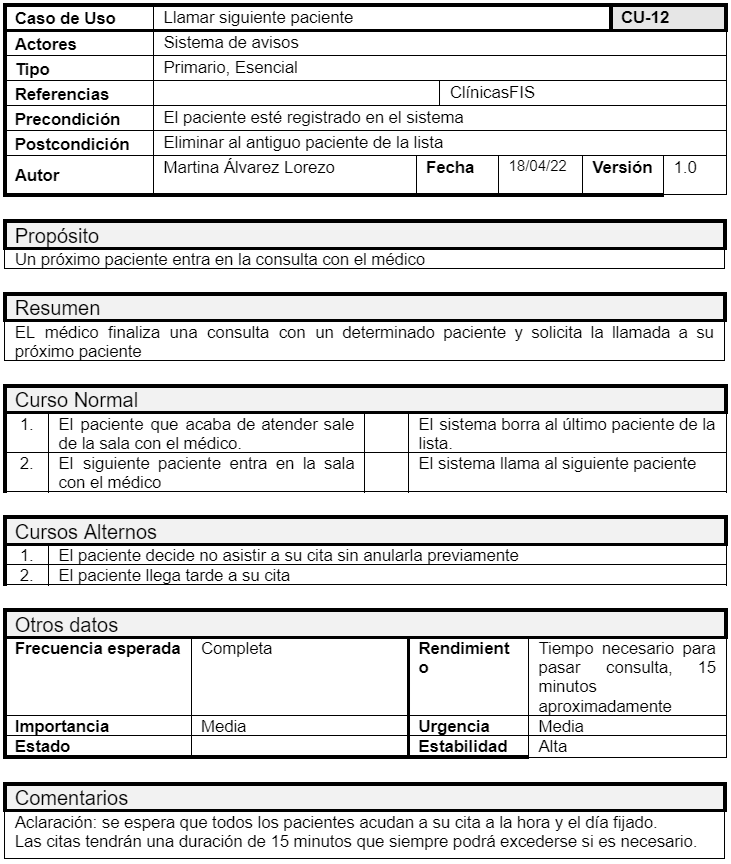 Caso de Uso Llamar siguiente paciente CU-12
Actores Sistema de avisos
Tipo Primario, Esencial
Referencias ClínicasFIS
Precondición El paciente esté registrado en el sistema
Postcondición Eliminar al antiguo paciente de la lista
Autor Martina Álvarez Lorezo Fecha 18/04/22 Versión 1.0
Propósito
Un próximo paciente entra en la consulta con el médico
Resumen
EL médico finaliza una consulta con un determinado paciente y solicita la llamada a su
próximo paciente
Curso Normal
1. El paciente que acaba de atender sale El sistema borra al último paciente de la
de la sala con el médico. lista.
2. El siguiente paciente entra en la sala El sistema llama al siguiente paciente
con el médico
Cursos Alternos
1. El paciente decide no asistir a su cita sin anularla previamente
2. El paciente llega tarde a su cita
Otros datos
Frecuencia esperada Completa Rendimient Tiempo necesario para
o pasar consulta, 15
minutos
aproximadamente
Importancia Media Urgencia Media
Estado Estabilidad Alta
Comentarios
Aclaración: se espera que todos los pacientes acudan a su cita a la hora y el día fijado.
Las citas tendrán una duración de 15 minutos que siempre podrá excederse si es necesario.